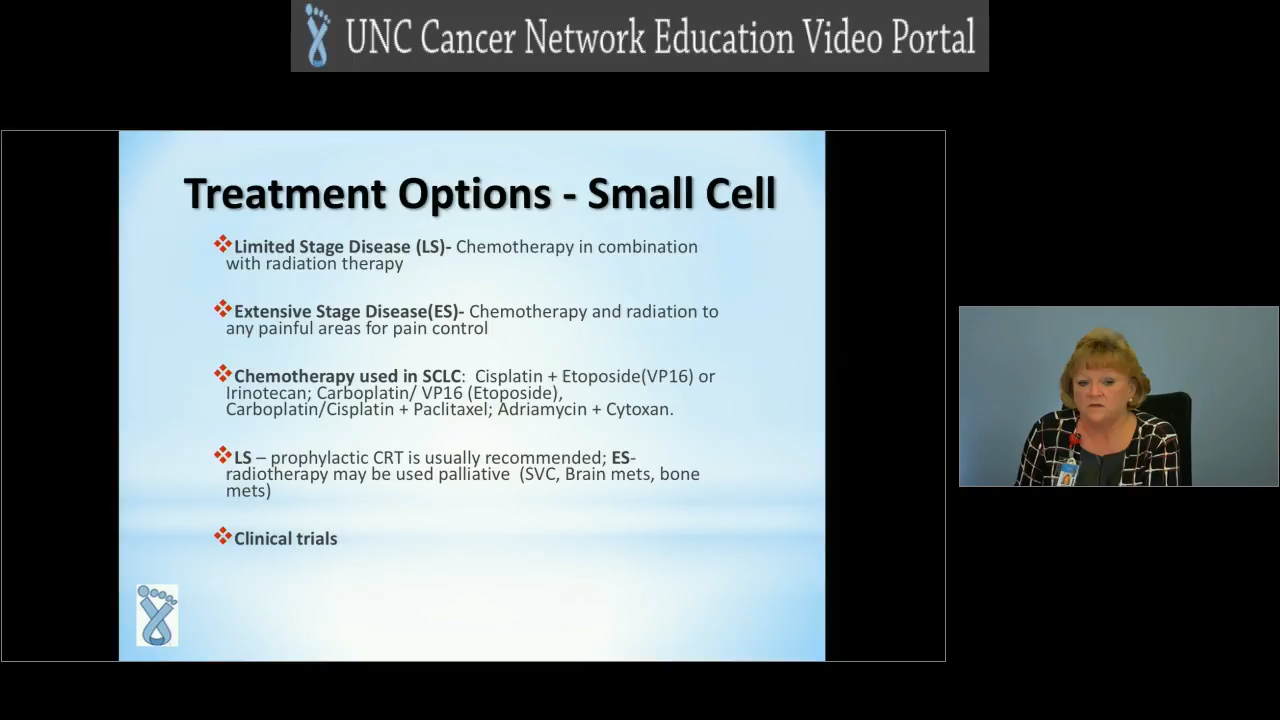 UNC Cancer Network Education Video Portal
Treatment Options - Small Cell
Limited Stage Disease (LS)- Chemotherapy in combination
with radiation therapy
Extensive Stage Disease(ES)- Chemotherapy and radiation to
any painful areas for pain control
Chemotherapy used in SCLC: Cisplatin + Etoposide(VP16) or
Irinotecan; Carboplatin/ VP16 (Etoposide),
Carboplatin/Cisplatin + Paclitaxel; Adriamycin + Cytoxan.
LS – prophylactic CRT is usually recommended; ES-
radiotherapy may be used palliative (SVC, Brain mets, bone
mets)
Clinical trials